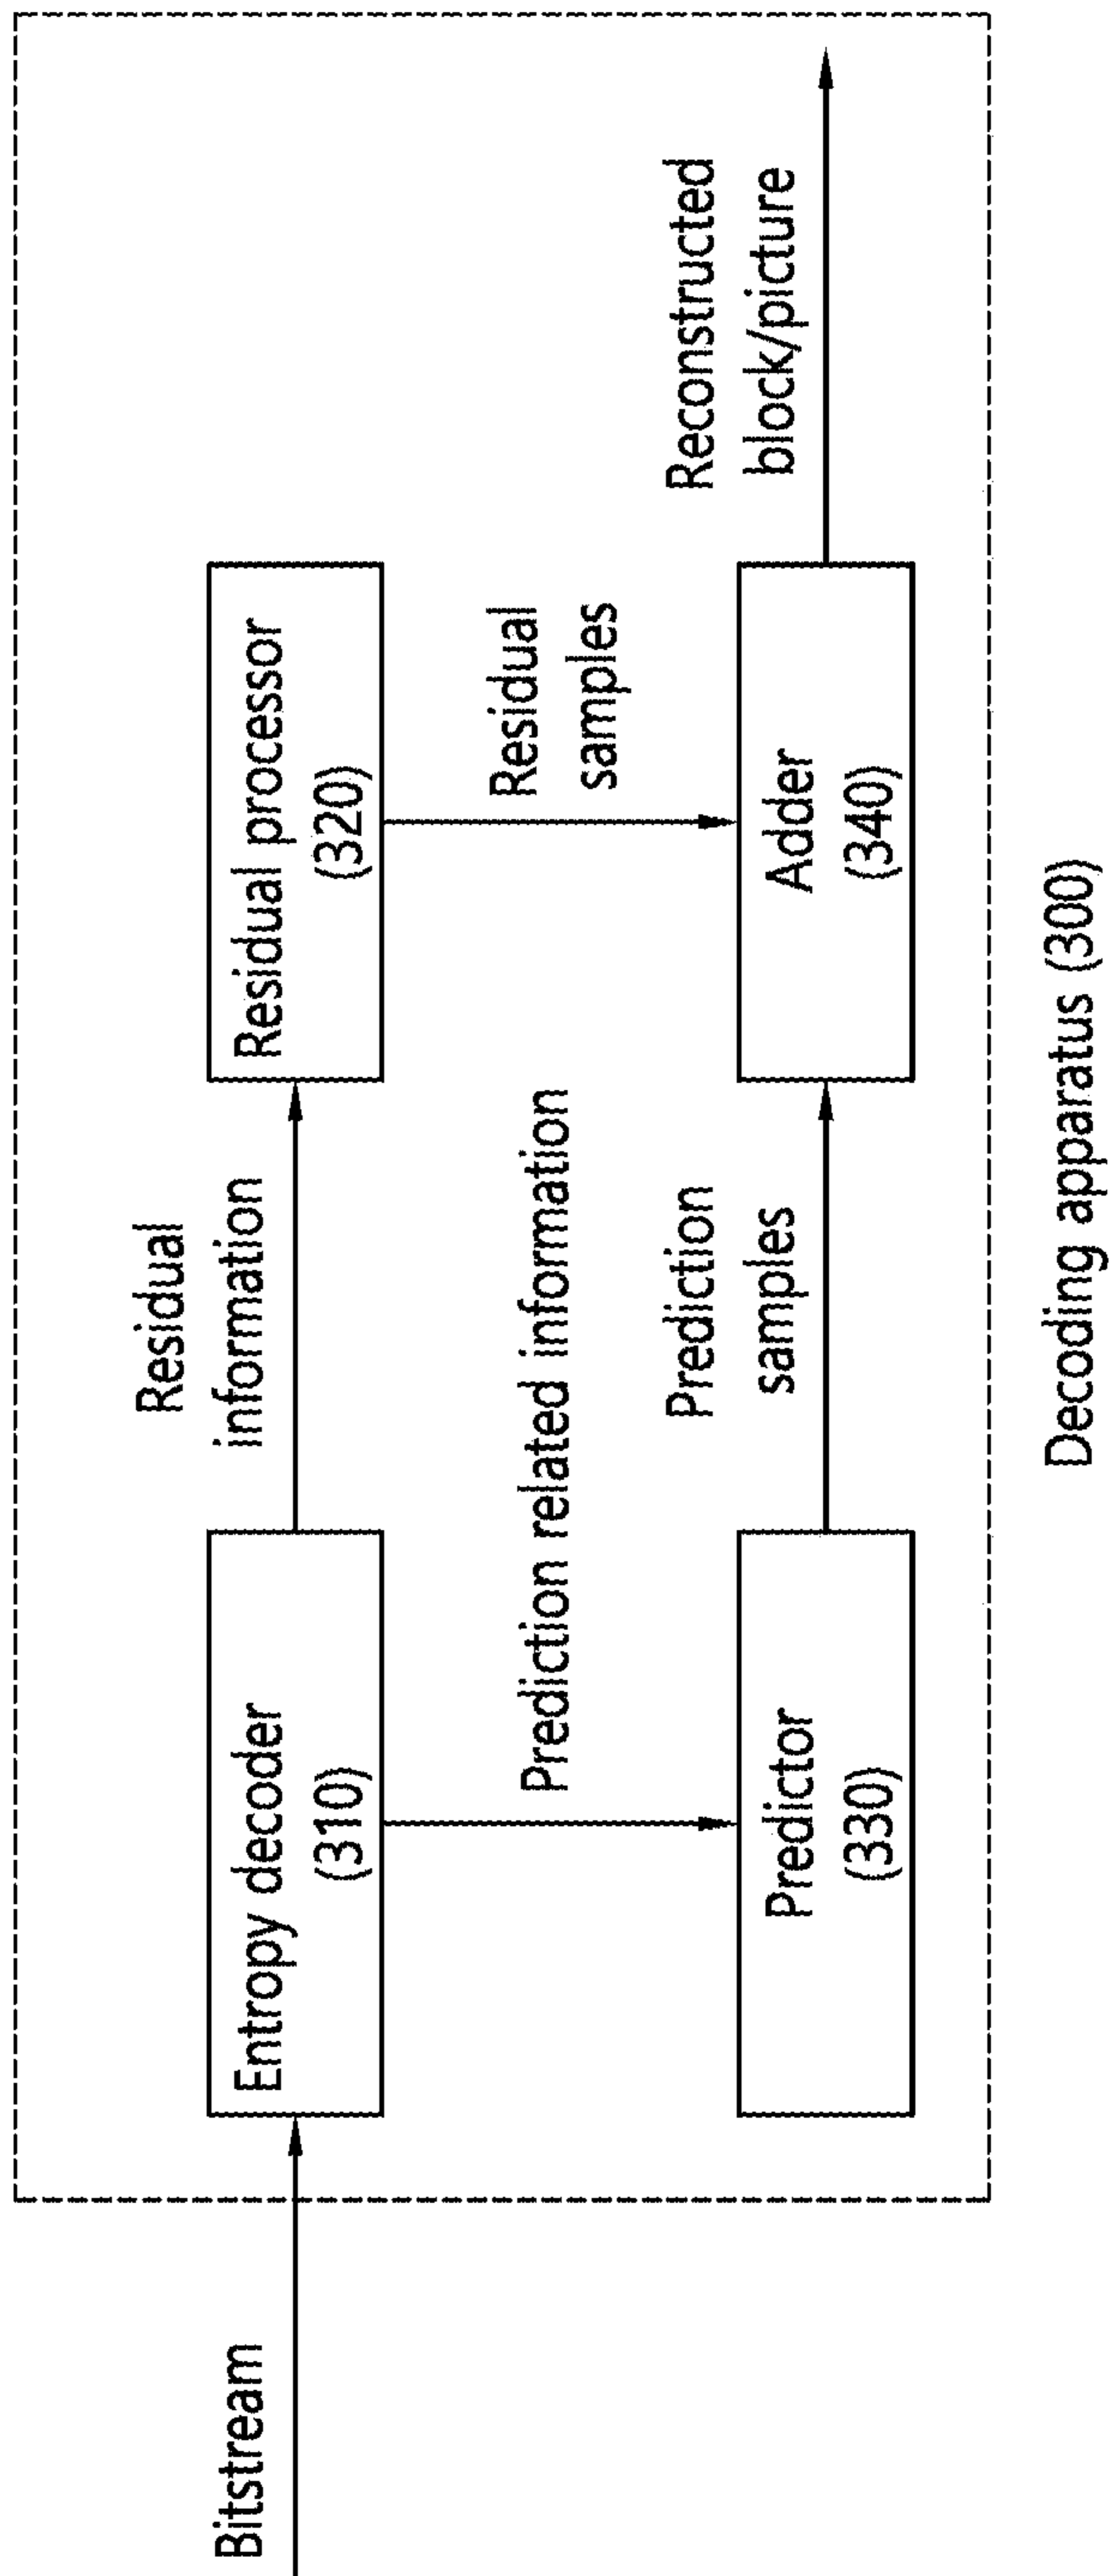 Bitstream
Entropy decoder
(310)
Residual
information
Residual processor
(320)
Prediction related information
Residual
samples
Predictor
(330)
Prediction
samples
Adder
(340)
Reconstructed
block/picture
Decoding apparatus (300)